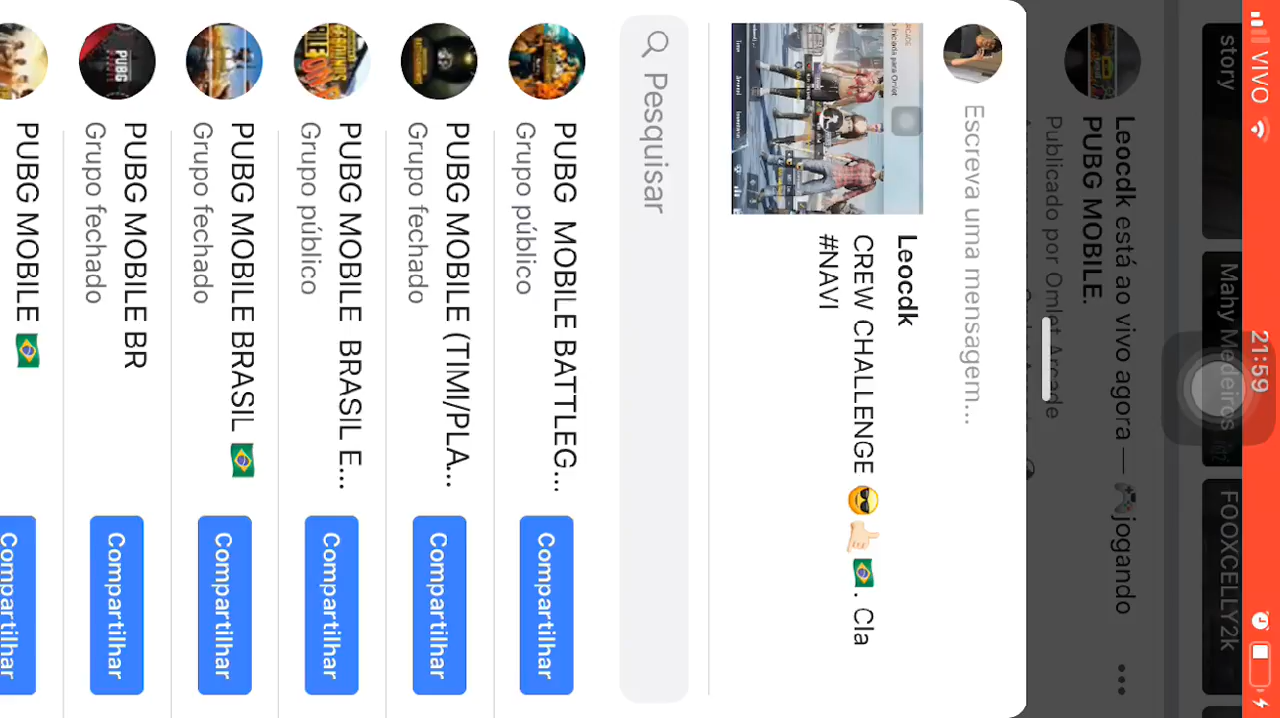 VIVO 21:59
story
Mahy Medeiros
FOOXCELLY2k
Leocdk está ao vivo agora — 🎮jogando
PUBG MOBILE.
Publicado por Omlet Arcade
Escreva uma mensagem...
Leocdk
CREW CHALLENGE 😎👍🏻🇧🇷. Cla
#NAVI
Pesquisar
PUBG MOBILE BATTLEG...
Grupo público
Compartilhar
PUBG MOBILE (TIMI/PLA...
Grupo fechado
Compartilhar
PUBG MOBILE BRASIL E...
Grupo público
Compartilhar
PUBG MOBILE BRASIL 🇧🇷
Grupo fechado
Compartilhar
PUBG MOBILE BR
Grupo fechado
Compartilhar
PUBG MOBILE 🇧🇷
Compartilhar